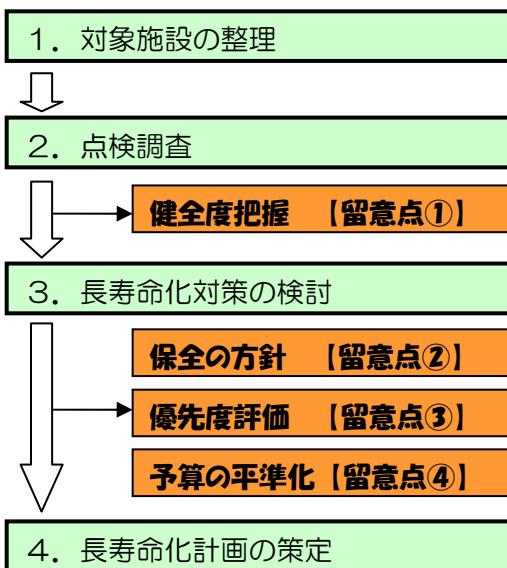 １．対象施設の整理
２．点検調査
健全度把握　【留意点①】
３．長寿命化対策の検討
保全の方針　【留意点②】
優先度評価　【留意点③】
予算の平準化【留意点④】
４．長寿命化計画の策定